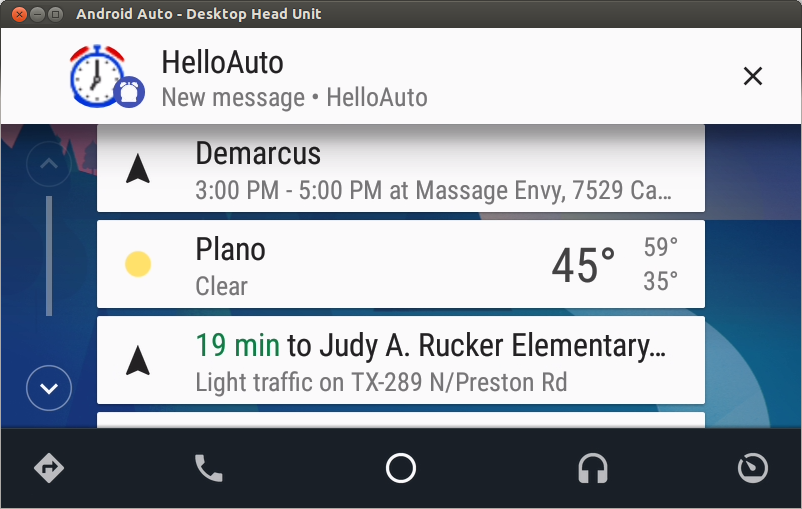 Android Auto - Desktop Head Unit
HelloAuto
New message • HelloAuto
Demarcus
3:00 PM - 5:00 PM at Massage Envy, 7529 Ca...
Plano
Clear
45°
59°
35°
19 min to Judy A. Rucker Elementary...
Light traffic on TX-289 N/Preston Rd